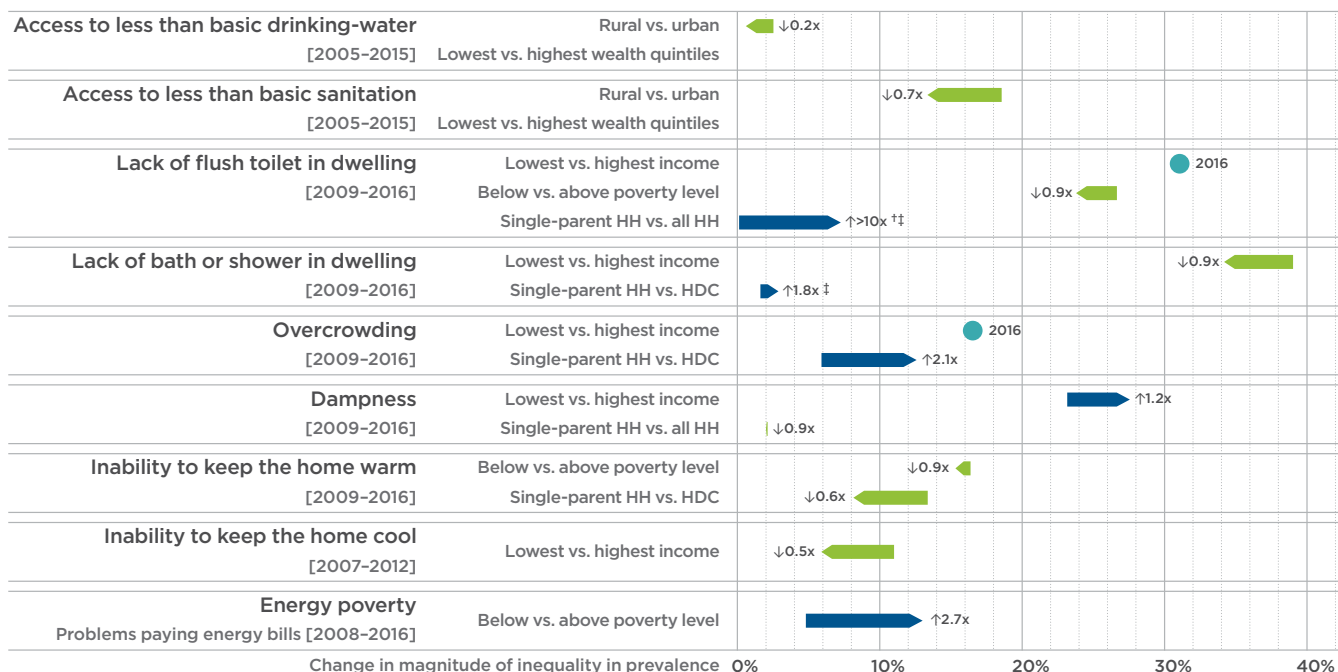 Access to less than basic drinking-water Rural vs. urban ↓0.2x
[2005–2015] Lowest vs. highest wealth quintiles
Access to less than basic sanitation Rural vs. urban ↓0.7x
[2005–2015] Lowest vs. highest wealth quintiles
Lack of flush toilet in dwelling Lowest vs. highest income 2016
[2009–2016] Below vs. above poverty level ↓0.9x
Single-parent HH vs. all HH ↑>10x †‡
Lack of bath or shower in dwelling Lowest vs. highest income ↓0.9x
[2009–2016] Single-parent HH vs. HDC ↑1.8x ‡
Overcrowding Lowest vs. highest income 2016
[2009–2016] Single-parent HH vs. HDC ↑2.1x
Dampness Lowest vs. highest income ↑1.2x
[2009–2016] Single-parent HH vs. all HH ↓0.9x
Inability to keep the home warm Below vs. above poverty level ↓0.9x
[2009–2016] Single-parent HH vs. HDC ↓0.6x
Inability to keep the home cool
[2007–2012] Lowest vs. highest income ↓0.5x
Energy poverty
Problems paying energy bills [2008–2016] Below vs. above poverty level ↑2.7x
Change in magnitude of inequality in prevalence 0% 10% 20% 30% 40%